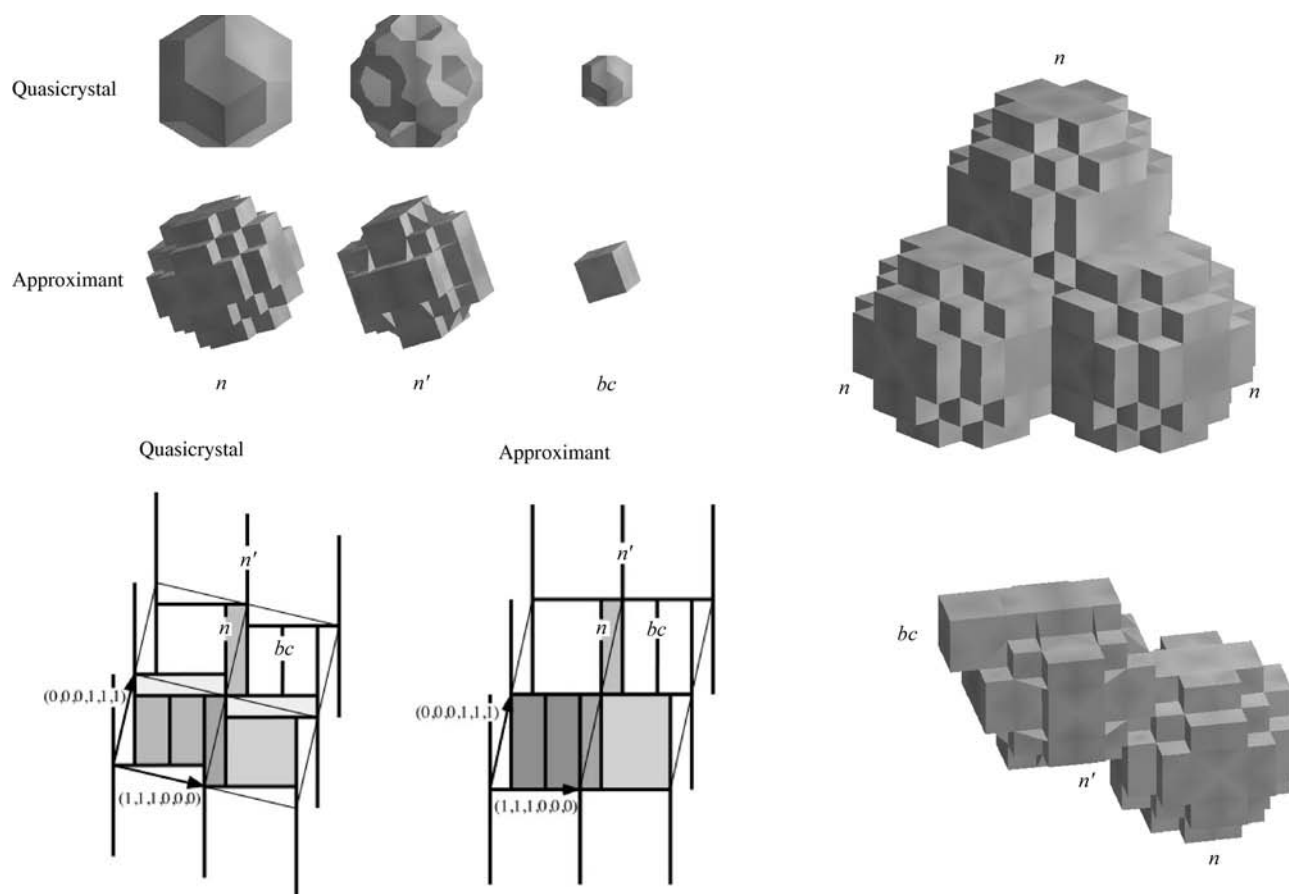 Quasicrystal
Approximant
n
n′
bc
Quasicrystal
n′
n
bc
(0,0,0,1,1,1)
(1,1,1,0,0,0)
Approximant
n′
n
bc
(0,0,0,1,1,1)
(1,1,1,0,0,0)
n
n
n
bc
n′
n